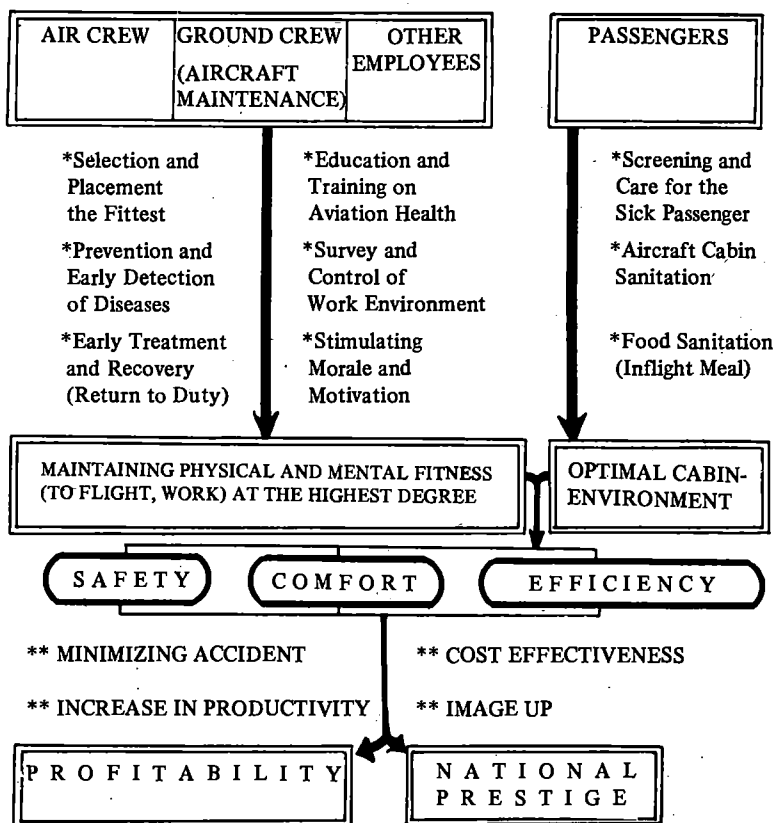 AIR CREW
GROUND CREW
(AIRCRAFT
MAINTENANCE)
OTHER
EMPLOYEES
PASSENGERS
*Selection and
Placement
the Fittest
*Prevention and
Early Detection
of Diseases
*Early Treatment
and Recovery
(Return to Duty)
*Education and
Training on
Aviation Health
*Survey and
Control of
Work Environment
*Stimulating
Morale and
Motivation
*Screening and
Care for the
Sick Passenger
*Aircraft Cabin
Sanitation
*Food Sanitation
(Inflight Meal)
MAINTAINING PHYSICAL AND MENTAL FITNESS
(TO FLIGHT, WORK) AT THE HIGHEST DEGREE
OPTIMAL CABIN-
ENVIRONMENT
SAFETY
COMFORT
EFFICIENCY
** MINIMIZING ACCIDENT
** COST EFFECTIVENESS
** INCREASE IN PRODUCTIVITY
** IMAGE UP
PROFITABILITY
NATIONAL
PRESTIGE